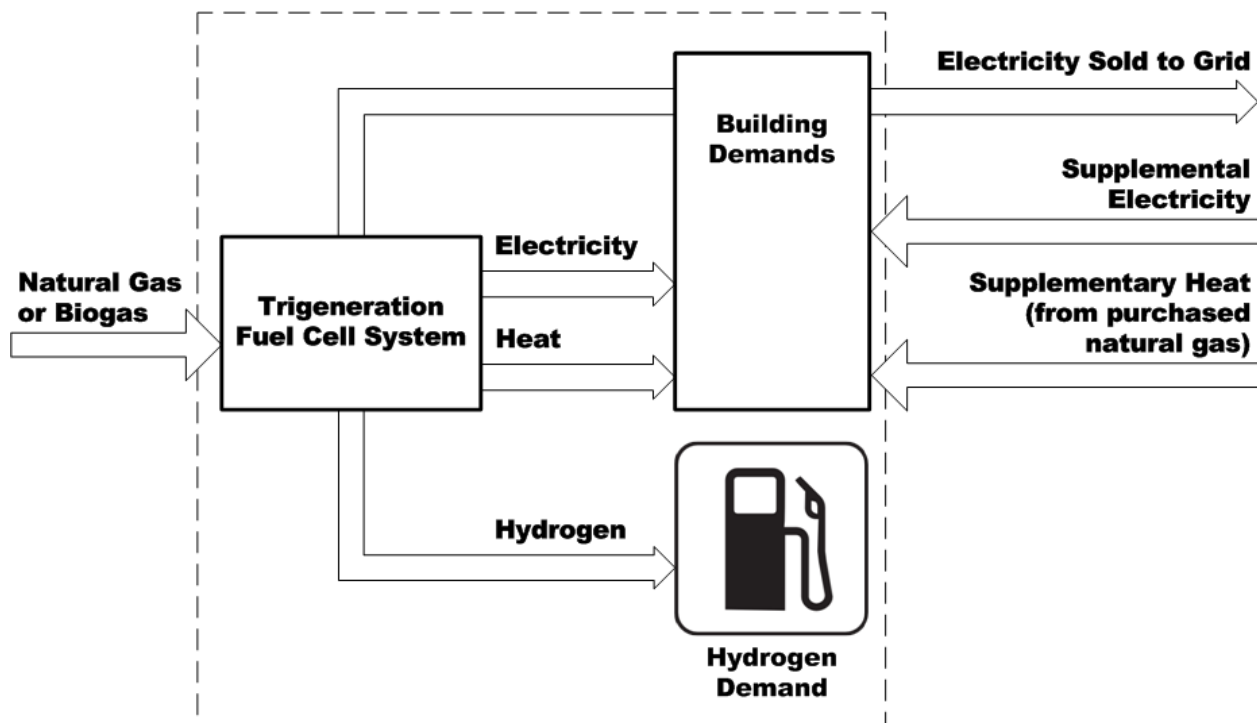 Electricity Sold to Grid
Building
Demands
Supplemental
Electricity
Electricity
Natural Gas
or Biogas
Trigeneration
Fuel Cell System
Heat
Supplementary Heat
(from purchased
natural gas)
Hydrogen
Hydrogen
Demand